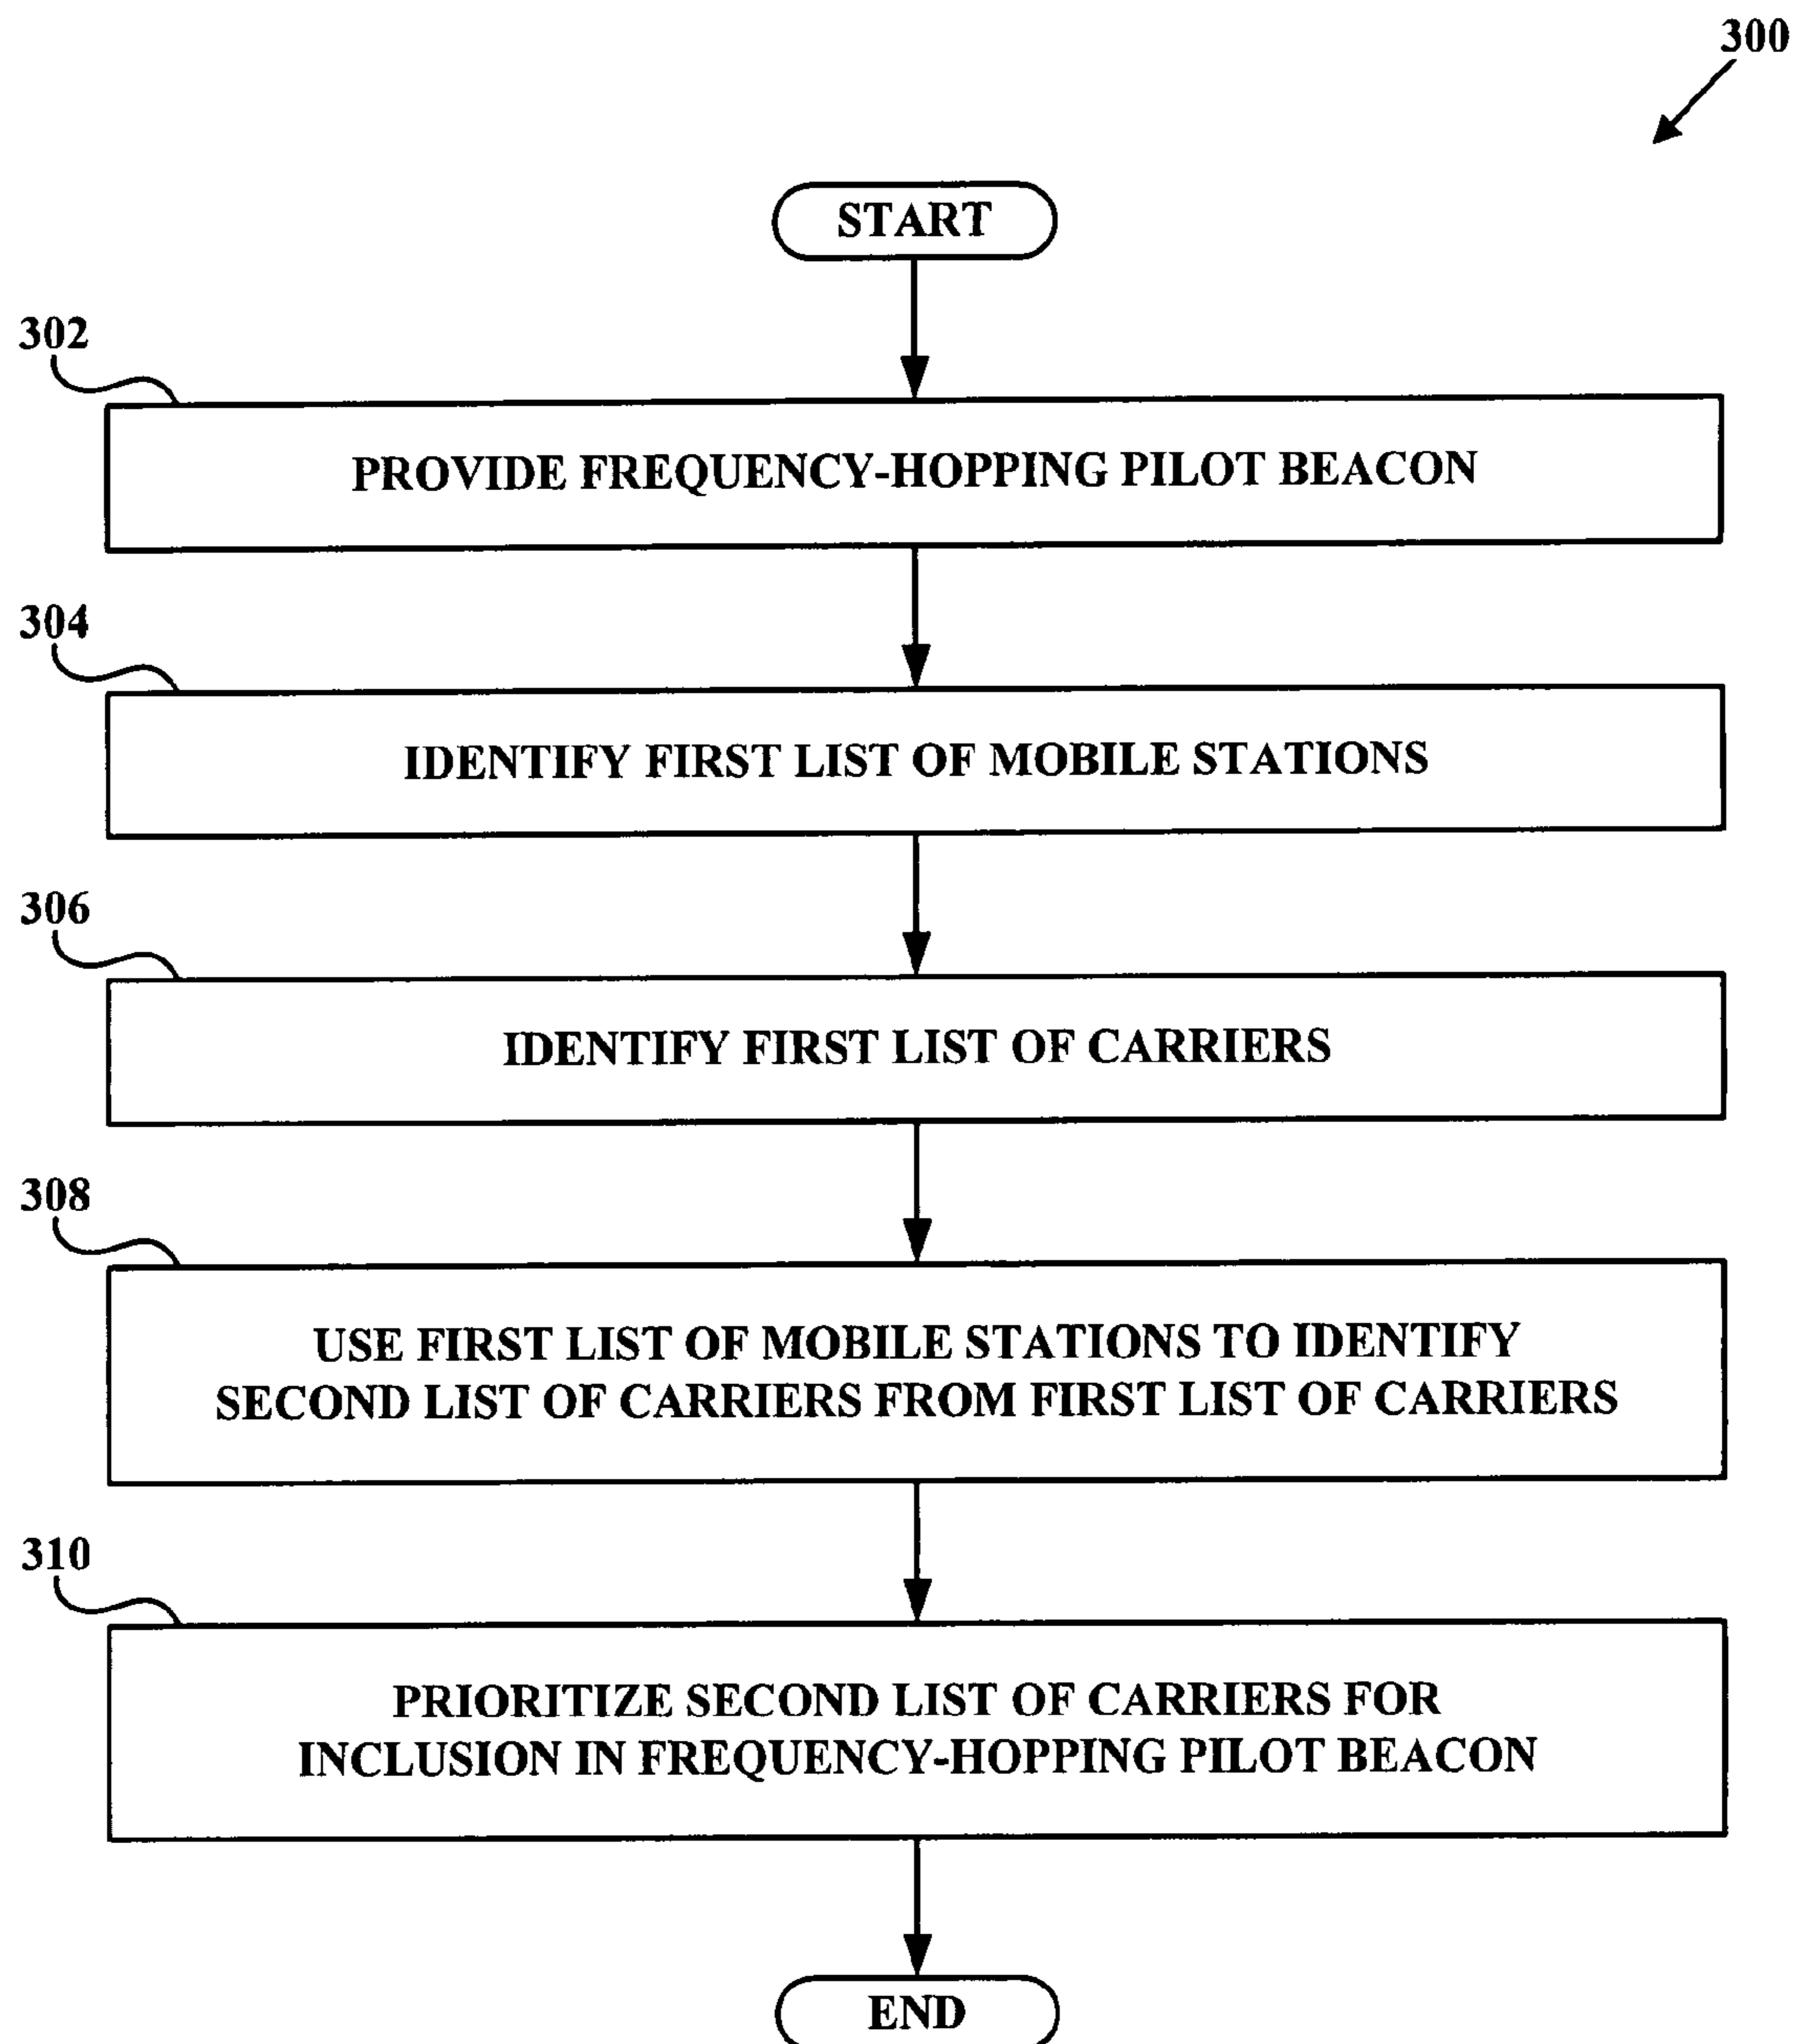 300
START
302
PROVIDE FREQUENCY-HOPPING PILOT BEACON
304
IDENTIFY FIRST LIST OF MOBILE STATIONS
306
IDENTIFY FIRST LIST OF CARRIERS
308
USE FIRST LIST OF MOBILE STATIONS TO IDENTIFY
SECOND LIST OF CARRIERS FROM FIRST LIST OF CARRIERS
310
PRIORITIZE SECOND LIST OF CARRIERS FOR
INCLUSION IN FREQUENCY-HOPPING PILOT BEACON
END